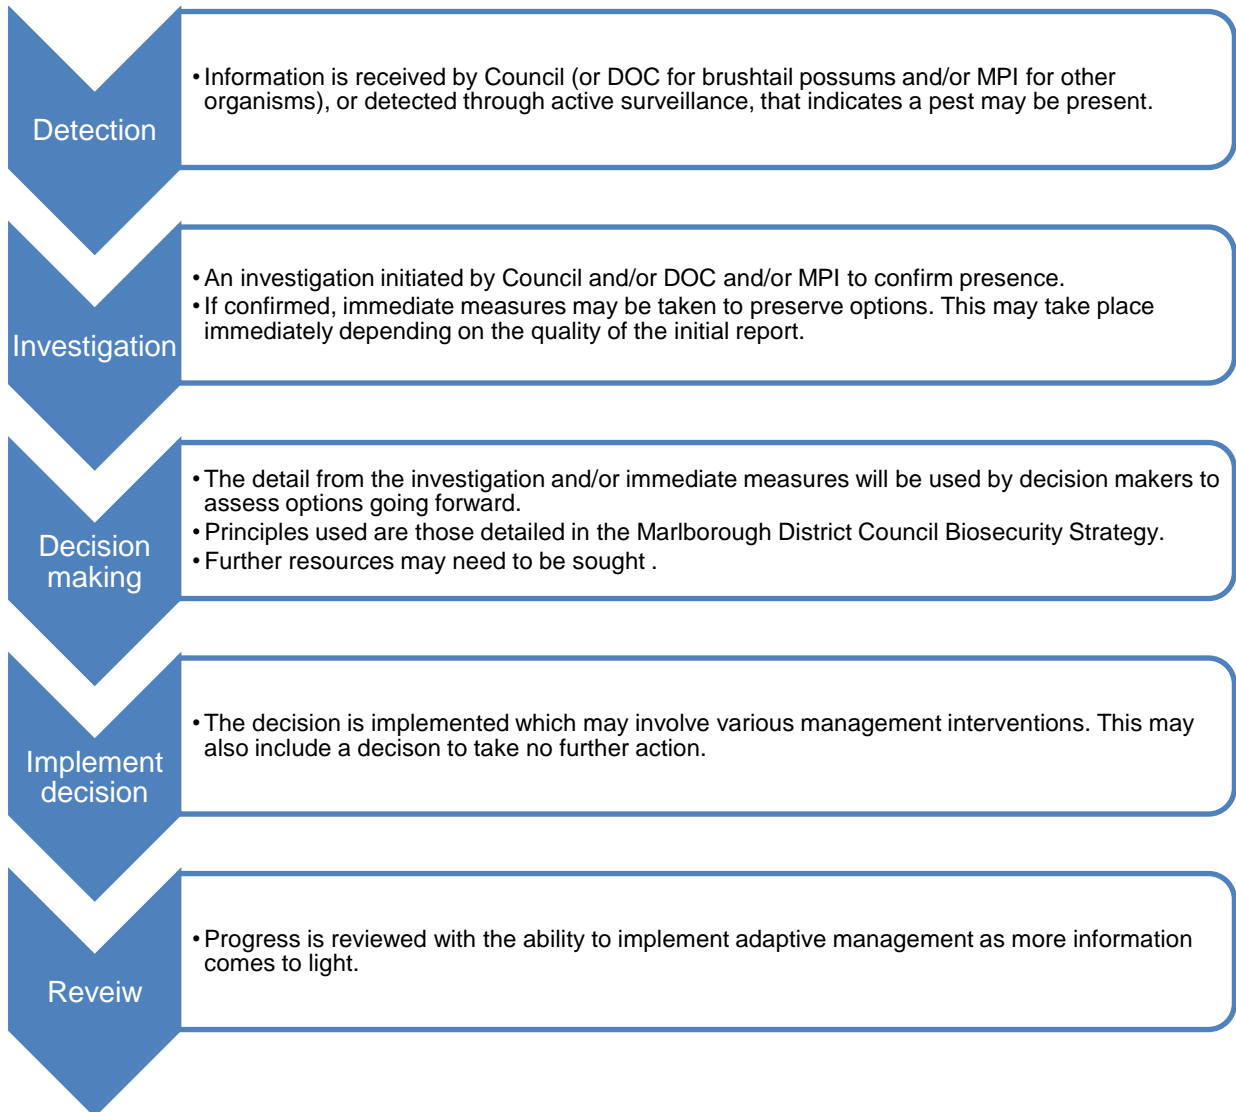 Detection
• Information is received by Council (or DOC for brushtail possums and/or MPI for other
organisms), or detected through active surveillance, that indicates a pest may be present.
Investigation
• An investigation initiated by Council and/or DOC and/or MPI to confirm presence.
• If confirmed, immediate measures may be taken to preserve options. This may take place
immediately depending on the quality of the initial report.
Decision
making
• The detail from the investigation and/or immediate measures will be used by decision makers to
assess options going forward.
• Principles used are those detailed in the Marlborough District Council Biosecurity Strategy.
• Further resources may need to be sought .
Implement
decision
• The decision is implemented which may involve various management interventions. This may
also include a decison to take no further action.
Reveiw
• Progress is reviewed with the ability to implement adaptive management as more information
comes to light.